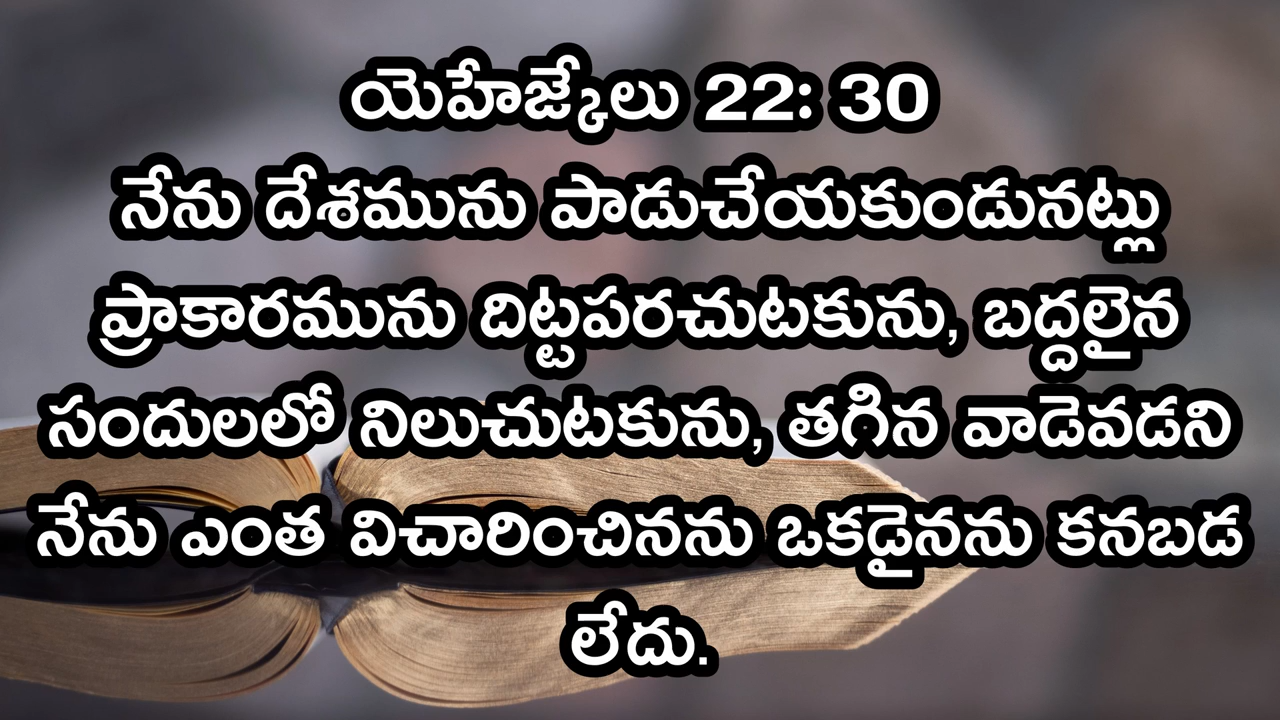 యెహేజ్కేలు 22: 30
నేను దేశమును పాడుచేయకుండునట్లు
ప్రాకారమును దిట్టపరచుటకును, బద్దలైన
సందులలో నిలుచుటకును, తగిన వాడెవడని
నేను ఎంత విచారించినను ఒకడైనను కనబడ
లేదు.